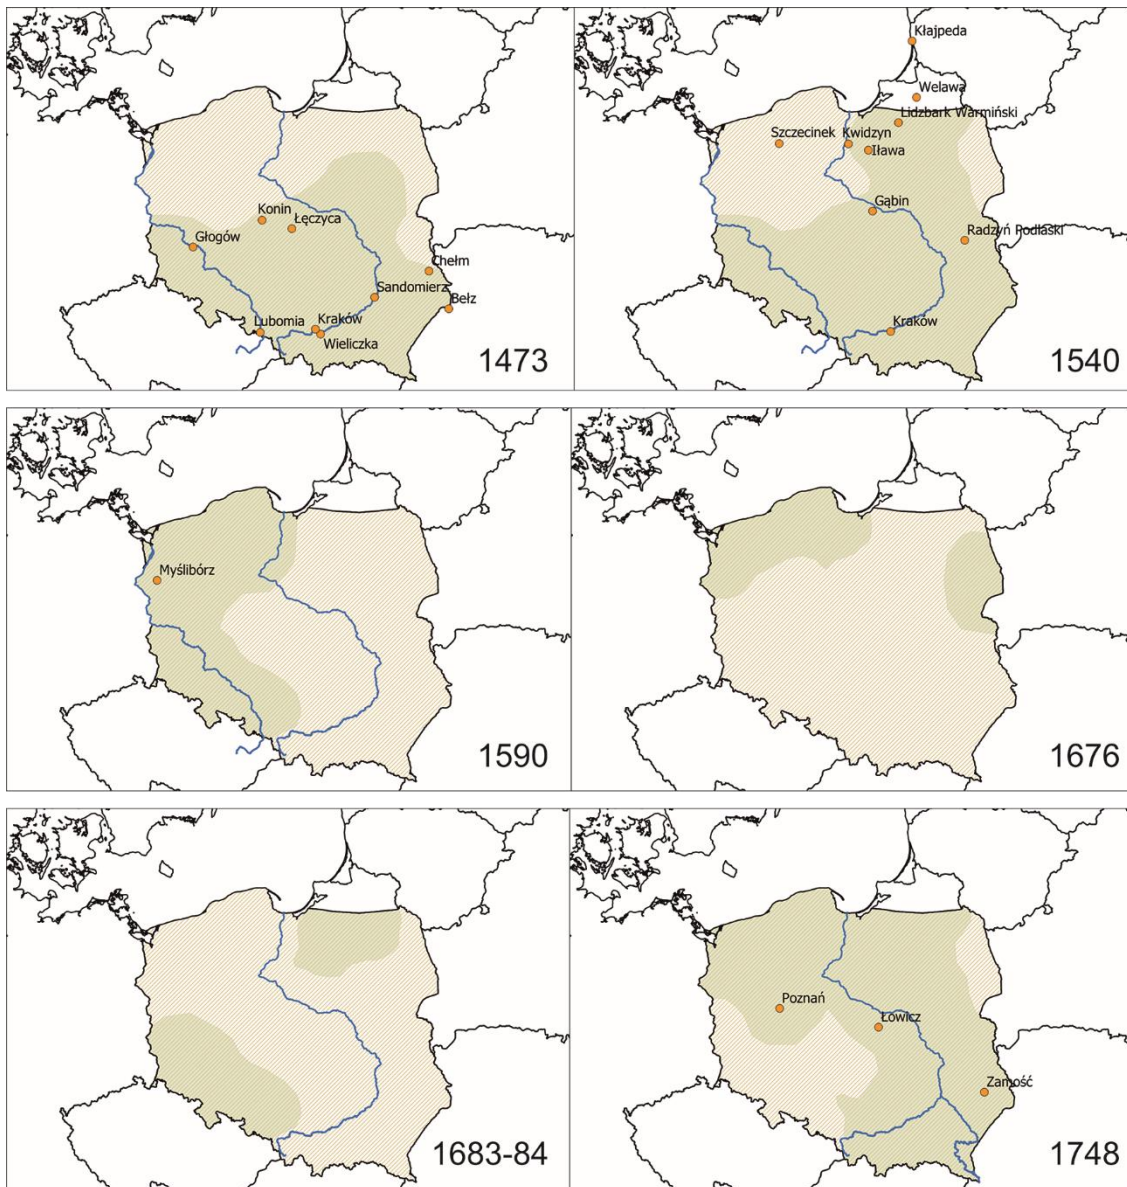 Konin
Łęczyca
Głogów
Chełm
Sandomierz
Bełz
Lubomia
Kraków
Wieliczka
1473
Kłajpeda
Welawa
Lidzbark Warmiński
Szczecinek
Kwidzyn
Iława
Gąbin
Radzyń Podlaski
Kraków
1540
Myślibórz
1590
1676
1683-84
Poznań
Łowicz
Zamość
1748